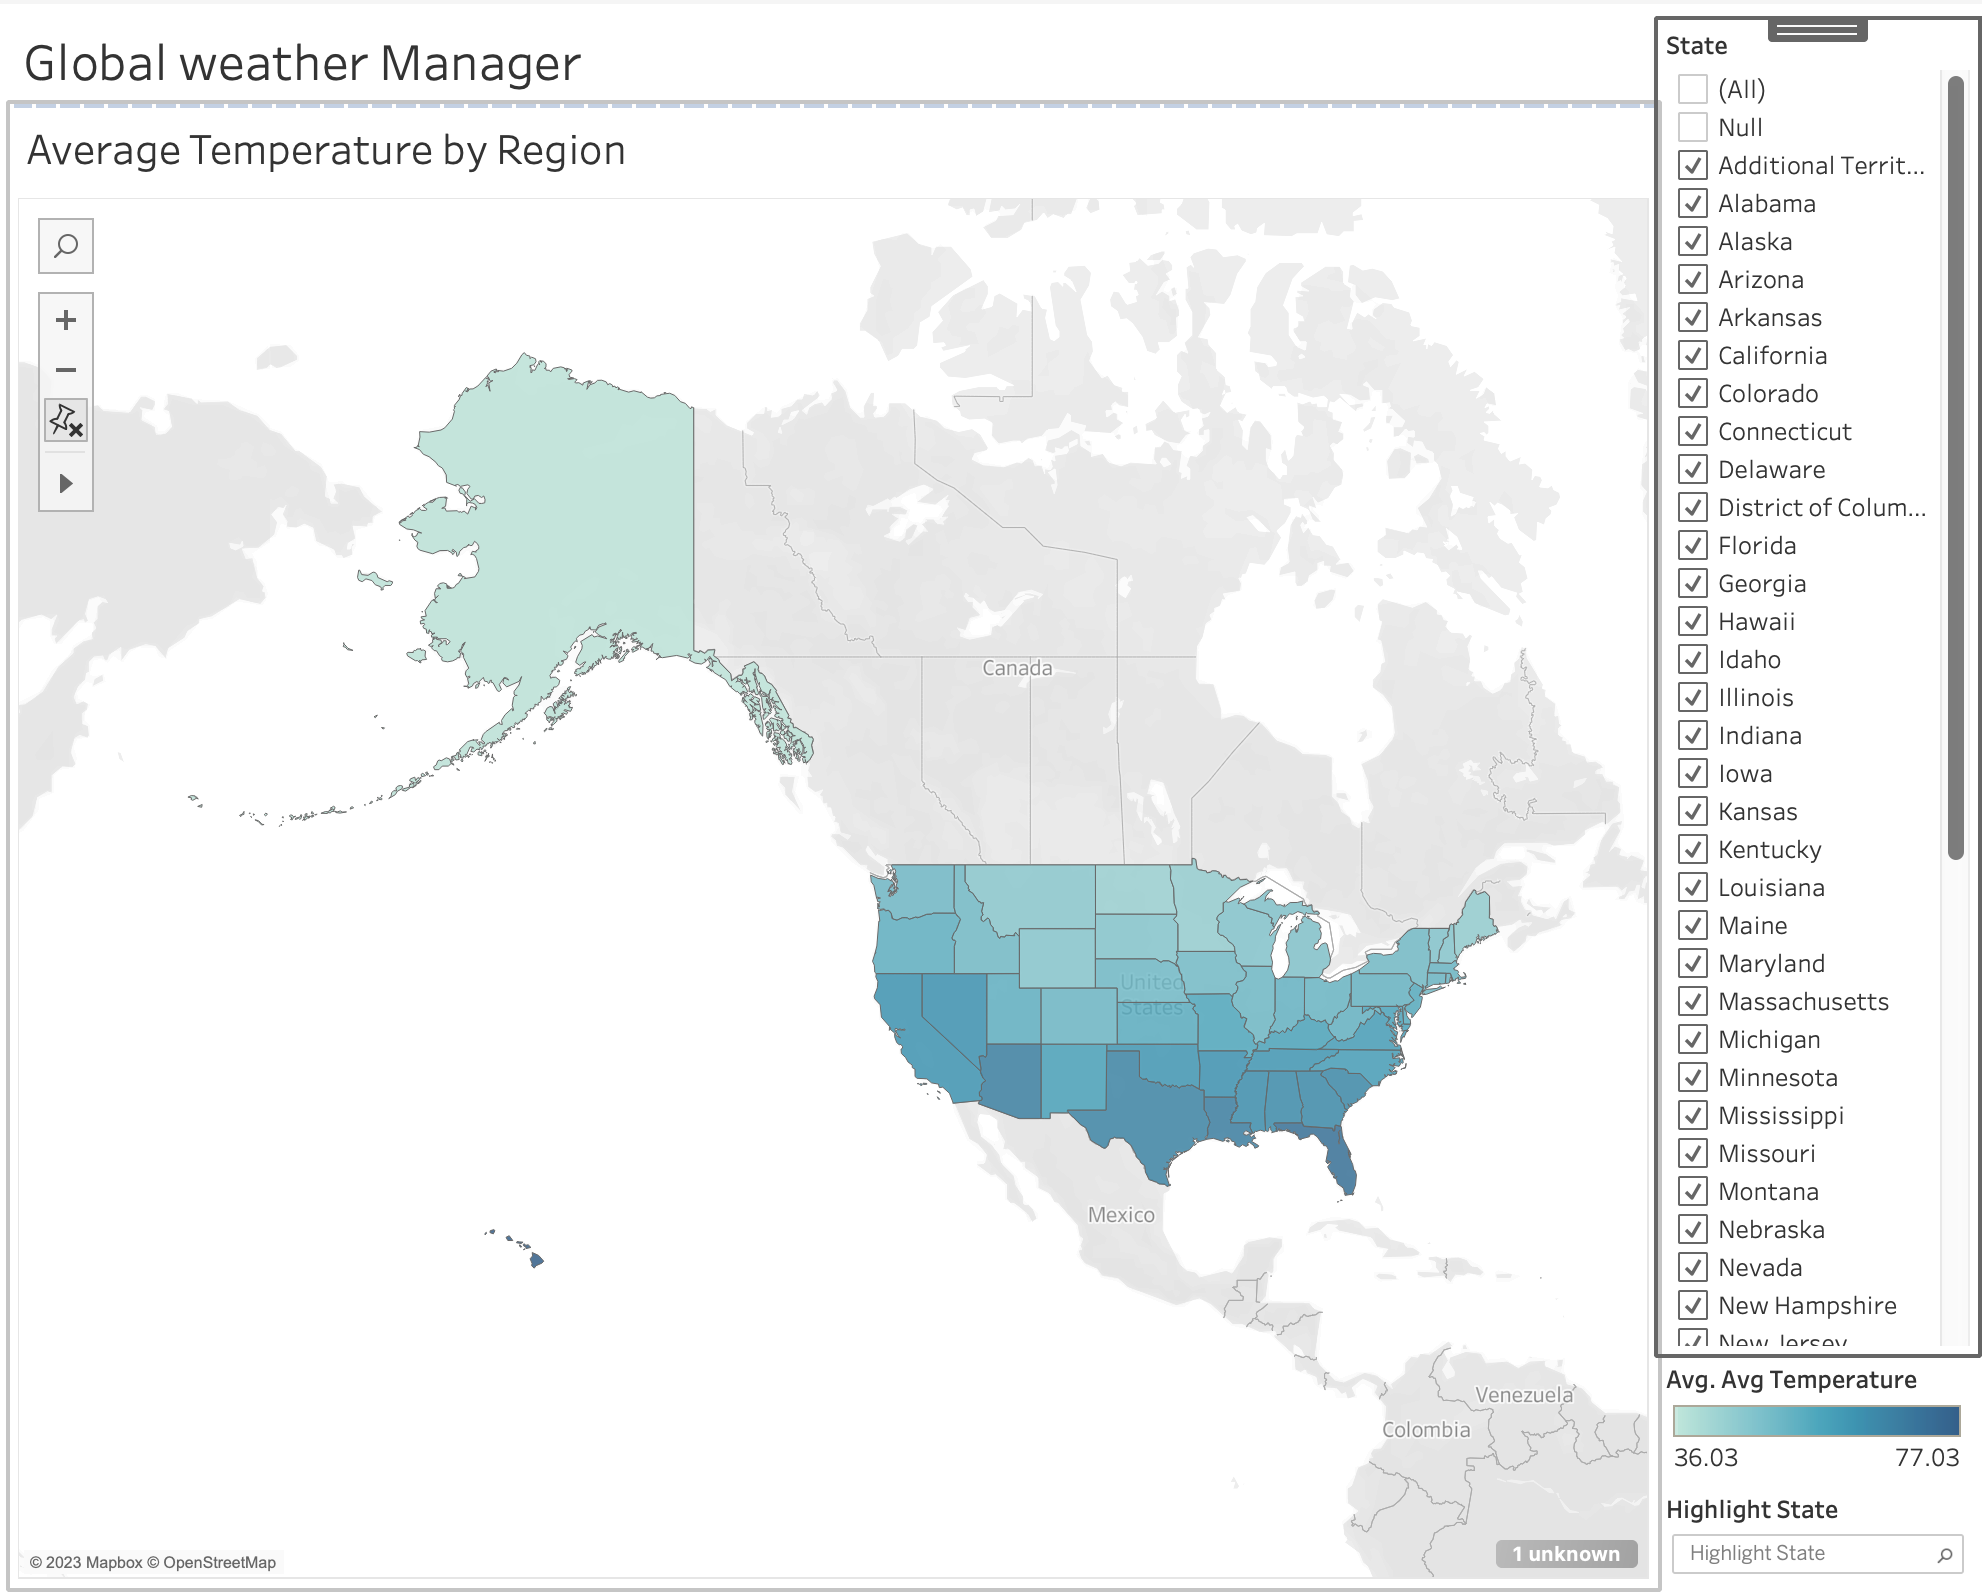 Global weather Manager
Average Temperature by Region
Canada
United
States
Mexico
Venezuela
Colombia
© 2023 Mapbox © OpenStreetMap
1 unknown
State
(All)
Null
Additional Territ...
Alabama
Alaska
Arizona
Arkansas
California
Colorado
Connecticut
Delaware
District of Colum...
Florida
Georgia
Hawaii
Idaho
Illinois
Indiana
Iowa
Kansas
Kentucky
Louisiana
Maine
Maryland
Massachusetts
Michigan
Minnesota
Mississippi
Missouri
Montana
Nebraska
Nevada
New Hampshire
New Jersey
Avg. Avg Temperature
36.03 77.03
Highlight State
Highlight State